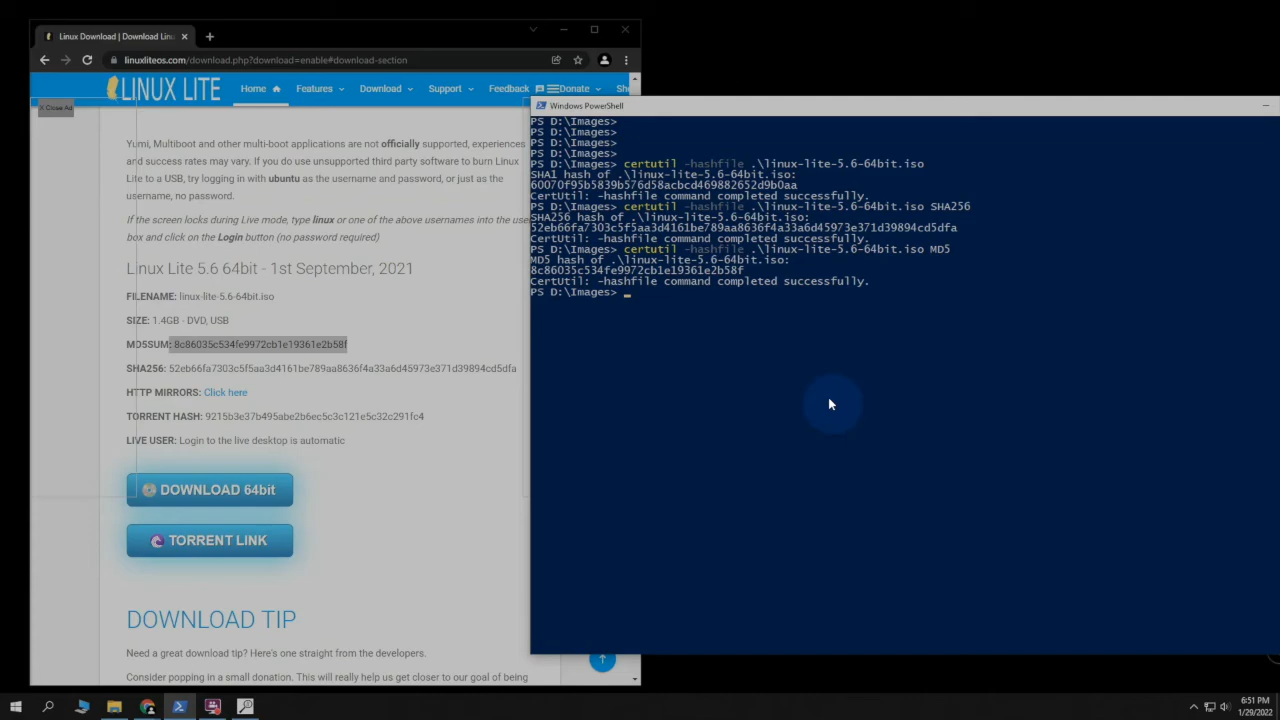 Linux Download | Download Linu
linuxliteos.com/download.php?download=enable#download-section
LINUX LITE
Home
Features
Download
Support
Feedback
Donate
X Close Ad
Yumi, Multiboot and other multi-boot applications are not officially supported, experiences
and success rates may vary. If you do use unsupported third party software to burn Linux
Lite to a USB, try logging in with ubuntu as the username and password, or just as the
username, no password.
If the screen locks during Live mode, type linux or one of the above usernames into the use
box and click on the Login button (no password required)
Linux Lite 5.6 64bit - 1st September, 2021
FILENAME: linux-lite-5.6-64bit.iso
SIZE: 1.4GB - DVD, USB
MD5SUM: 8c86035c534fe9972cb1e19361e2b58f
SHA256: 52eb66fa7303c5f5aa3d4161be789aa8636f4a33a6d45973e371d39894cd5dfa
HTTP MIRRORS: Click here
TORRENT HASH: 9215b3e37b495abe2b6ec5c3c121e5c32c291fc4
LIVE USER: Login to the live desktop is automatic
DOWNLOAD 64bit
TORRENT LINK
DOWNLOAD TIP
Need a great download tip? Here's one straight from the developers.
Consider popping in a small donation. This will really help us get closer to our goal of being
Windows PowerShell
PS D:\Images>
PS D:\Images>
PS D:\Images>
PS D:\Images>
PS D:\Images> certutil -hashfile .\linux-lite-5.6-64bit.iso
SHA1 hash of .\linux-lite-5.6-64bit.iso:
60070f95b5839b576d58acbcd469882652d9b0aa
CertUtil: -hashfile command completed successfully.
PS D:\Images> certutil -hashfile .\linux-lite-5.6-64bit.iso SHA256
SHA256 hash of .\linux-lite-5.6-64bit.iso:
52eb66fa7303c5f5aa3d4161be789aa8636f4a33a6d45973e371d39894cd5dfa
CertUtil: -hashfile command completed successfully.
PS D:\Images> certutil -hashfile .\linux-lite-5.6-64bit.iso MD5
MD5 hash of .\linux-lite-5.6-64bit.iso:
8c86035c534fe9972cb1e19361e2b58f
CertUtil: -hashfile command completed successfully.
PS D:\Images>
6:51 PM
1/29/2022